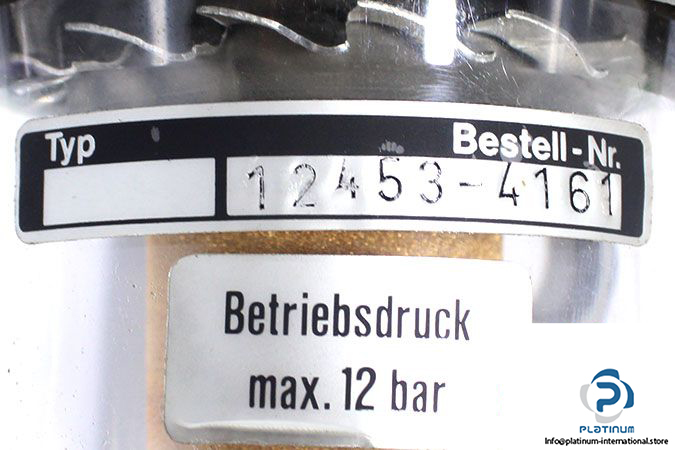 Typ Bestell-Nr.
12453-4161
Betriebsdruck
max. 12 bar
PLATINUM
Info@platinum-international.store